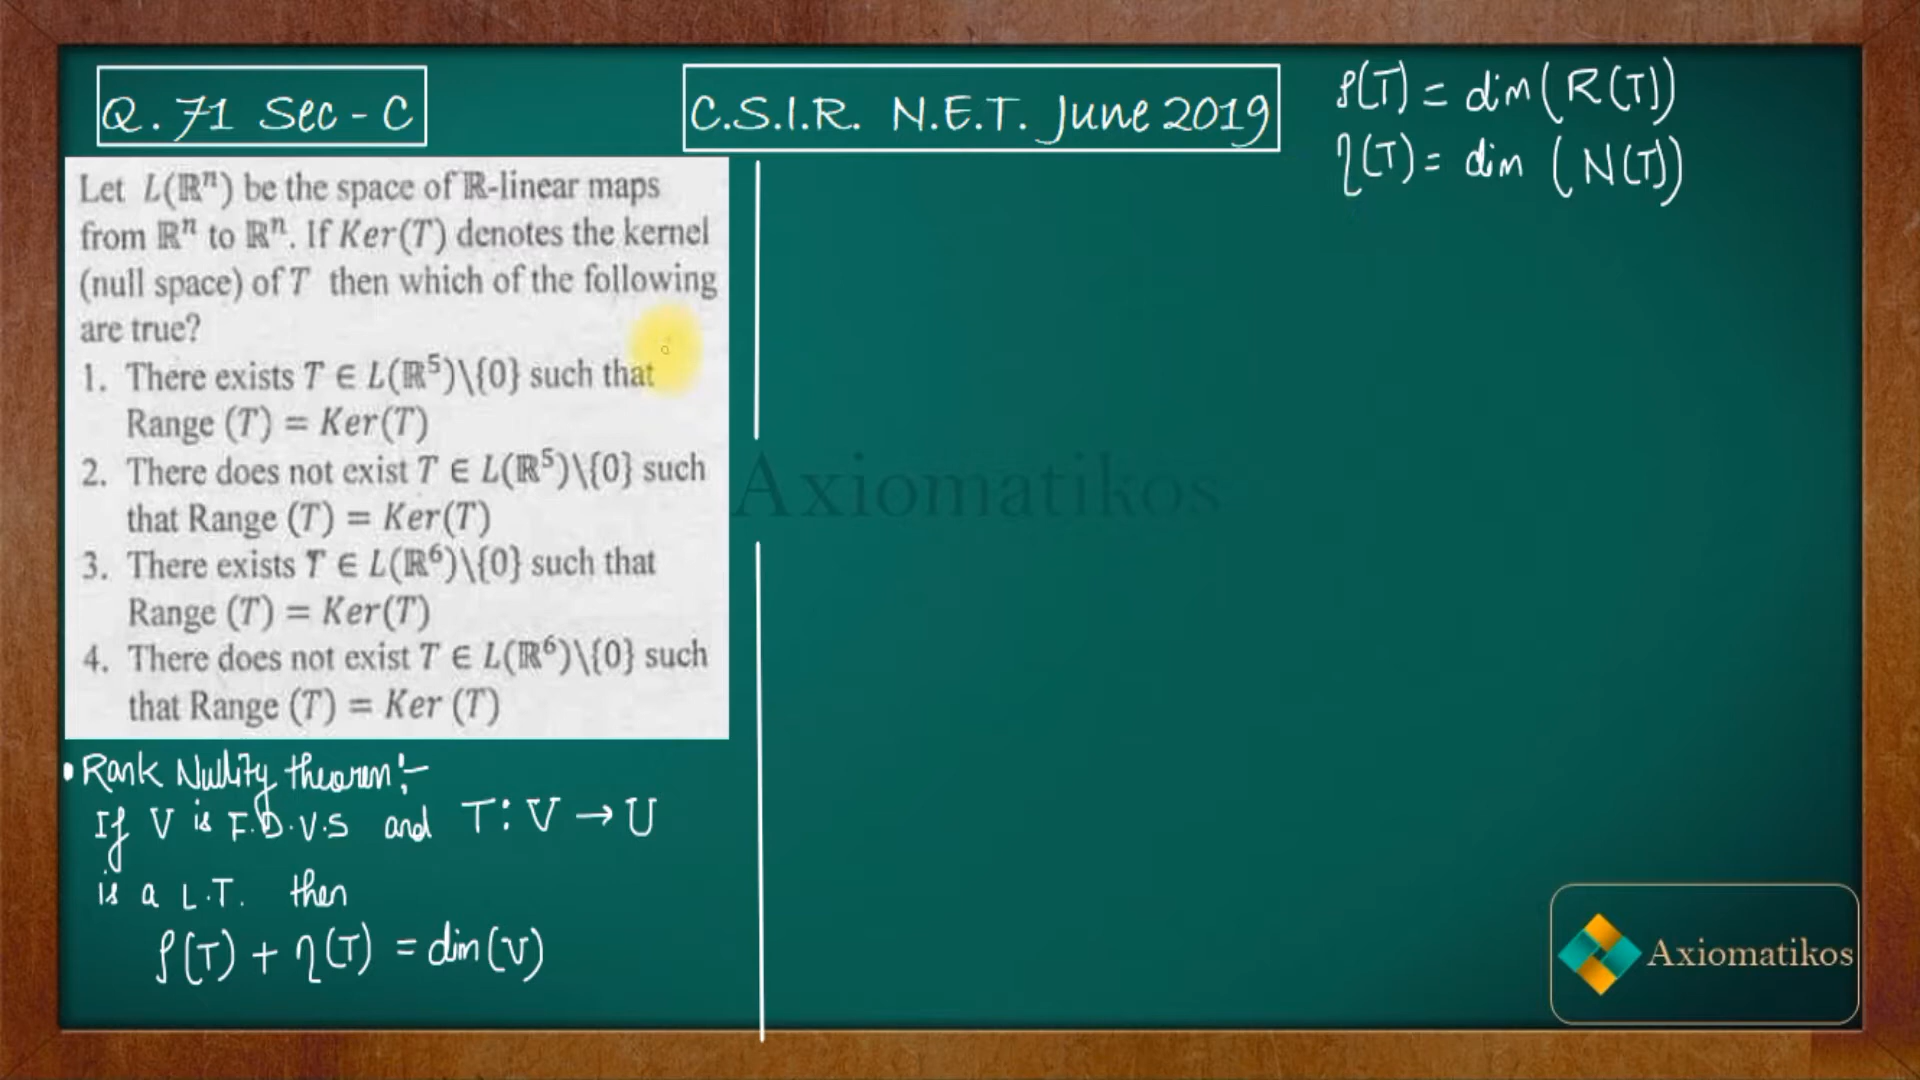 Q. 71 Sec - C
C.S.I.R. N.E.T. June 2019
ρ(T) = dim (R(T))
η(T) = dim (N(T))
Let L(ℝⁿ) be the space of ℝ-linear maps
from ℝⁿ to ℝⁿ. If Ker(T) denotes the kernel
(null space) of T then which of the following
are true?
1. There exists T ∈ L(ℝ⁵)\{0} such that
Range (T) = Ker(T)
2. There does not exist T ∈ L(ℝ⁵)\{0} such
that Range (T) = Ker(T)
3. There exists T ∈ L(ℝ⁶)\{0} such that
Range (T) = Ker(T)
4. There does not exist T ∈ L(ℝ⁶)\{0} such
that Range (T) = Ker (T)
• Rank Nullity theorem:-
If V is F.D.V.S and T: V → U
is a L.T. then
ρ(T) + η(T) = dim(V)
Axiomatikos
Axiomatikos